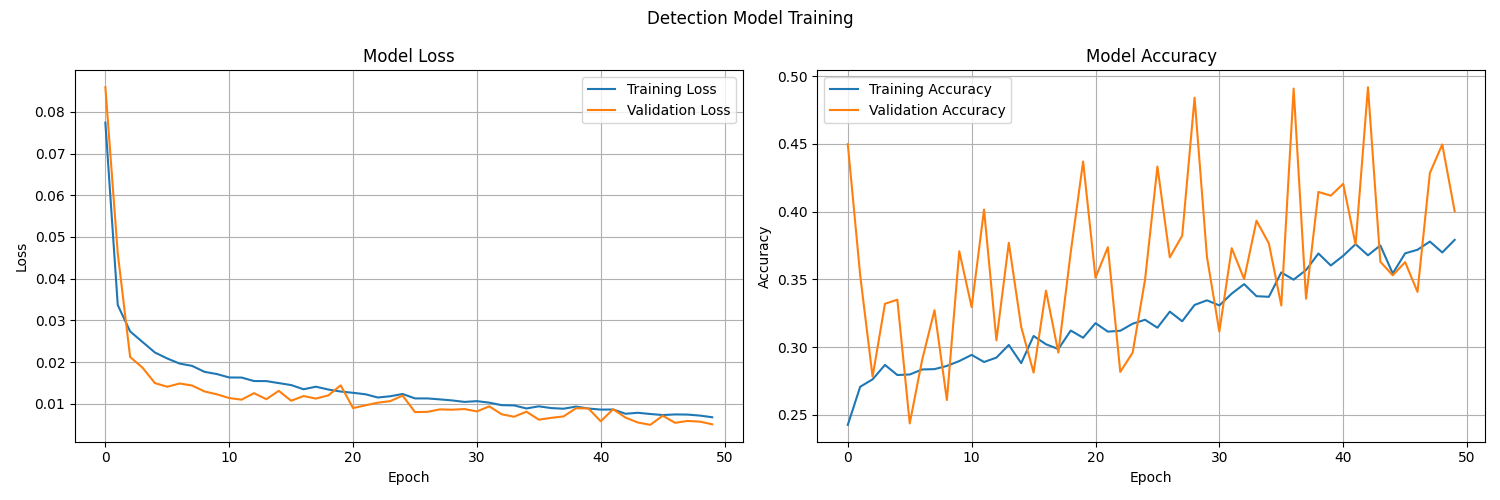 Detection Model Training
Model Loss
Training Loss
Validation Loss
0.08
0.07
0.06
0.05
0.04
0.03
0.02
0.01
Loss
0
10
20
30
40
50
Epoch
Model Accuracy
Training Accuracy
Validation Accuracy
0.50
0.45
0.40
0.35
0.30
0.25
Accuracy
0
10
20
30
40
50
Epoch